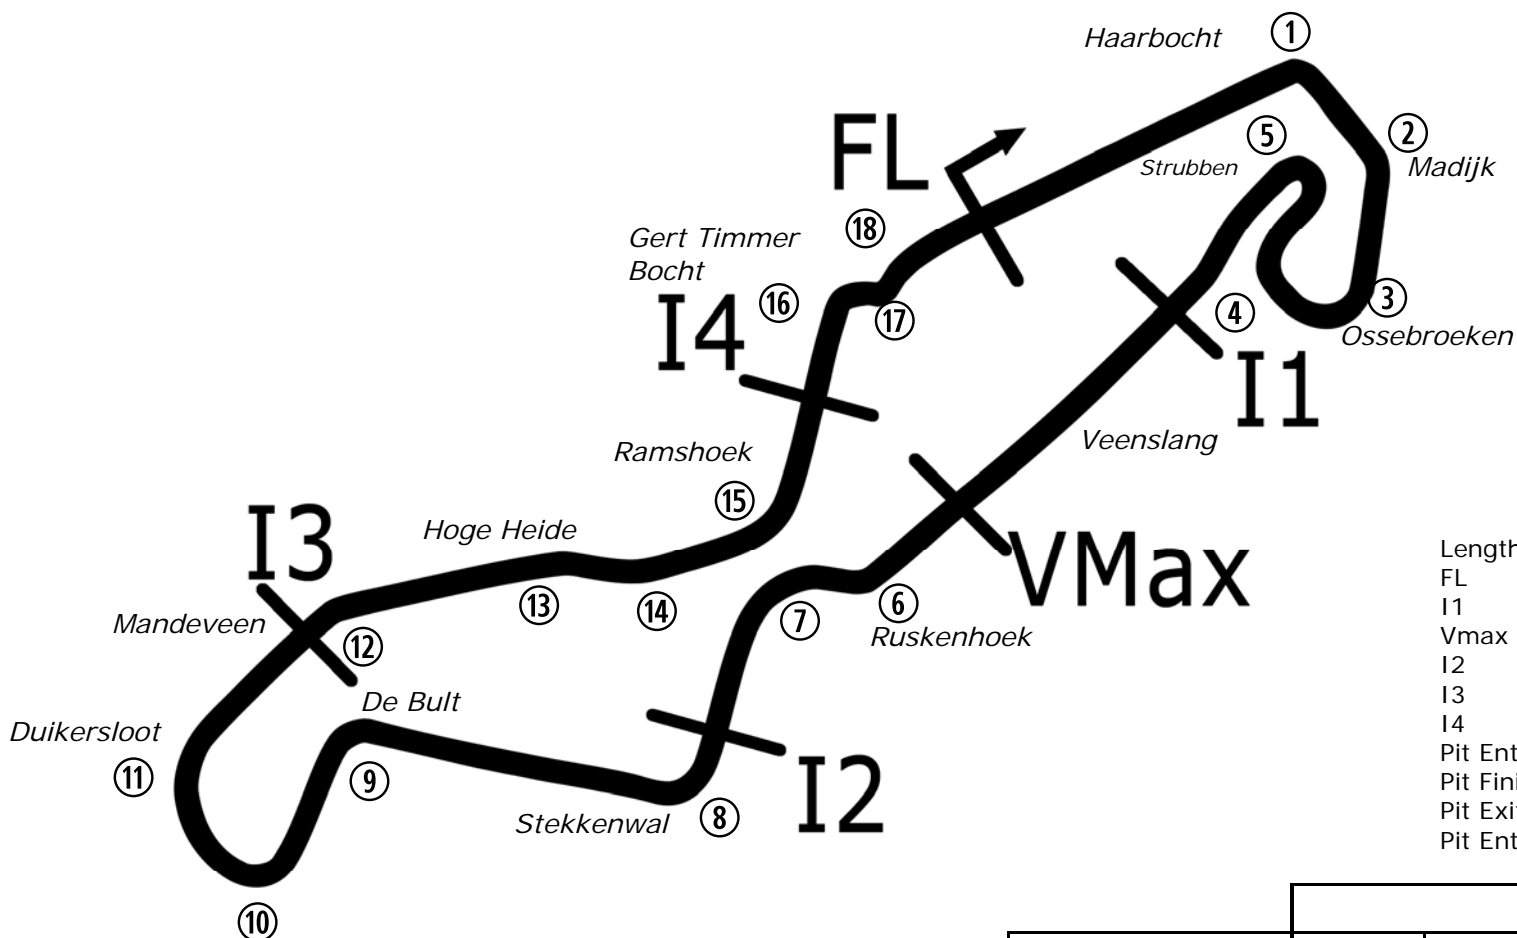 Haarbocht
1
FL
5
2
Strubben
Madijk
18
Gert Timmer
Bocht
16
17
I4
4
3
Ossebroeken
I1
Veenslang
Ramshoek
15
I3
Hoge Heide
VMax
13
14
7
6
Ruskenhoek
Mandeveen
12
De Bult
Duikersloot
11
9
I2
8
Stekkenwal
10
Length
FL
I1
Vmax
I2
I3
I4
Pit Ent
Pit Fini
Pit Exi
Pit Ent